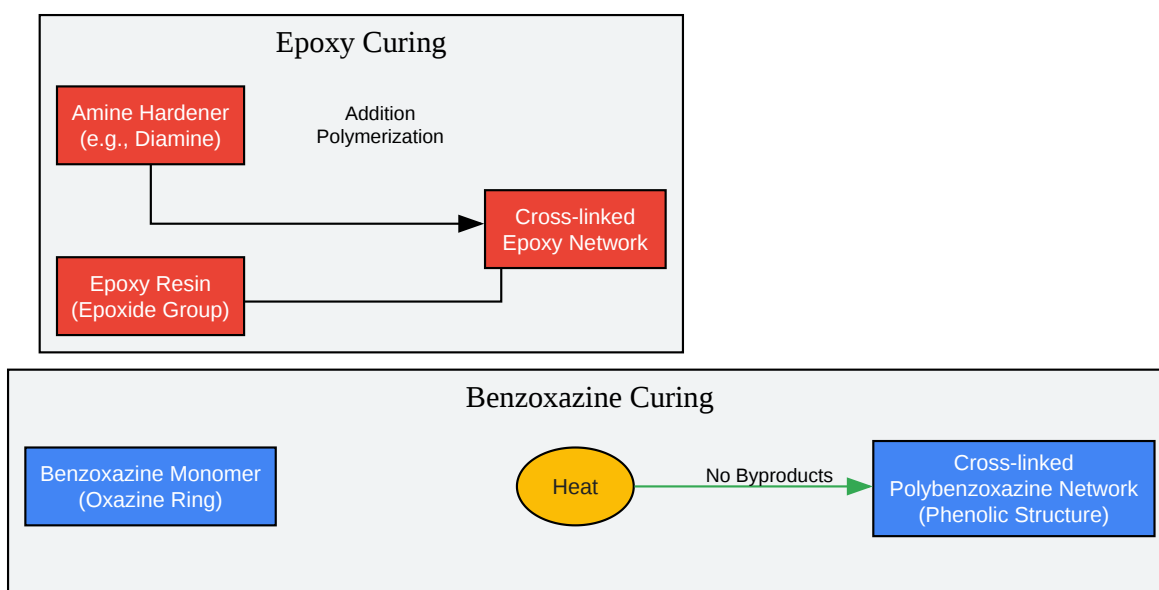 Epoxy Curing
Amine Hardener
(e.g., Diamine)
Addition
Polymerization
Cross-linked
Epoxy Network
Epoxy Resin
(Epoxide Group)
Benzoxazine Curing
Benzoxazine Monomer
(Oxazine Ring)
Heat
No Byproducts
Cross-linked
Polybenzoxazine Network
(Phenolic Structure)